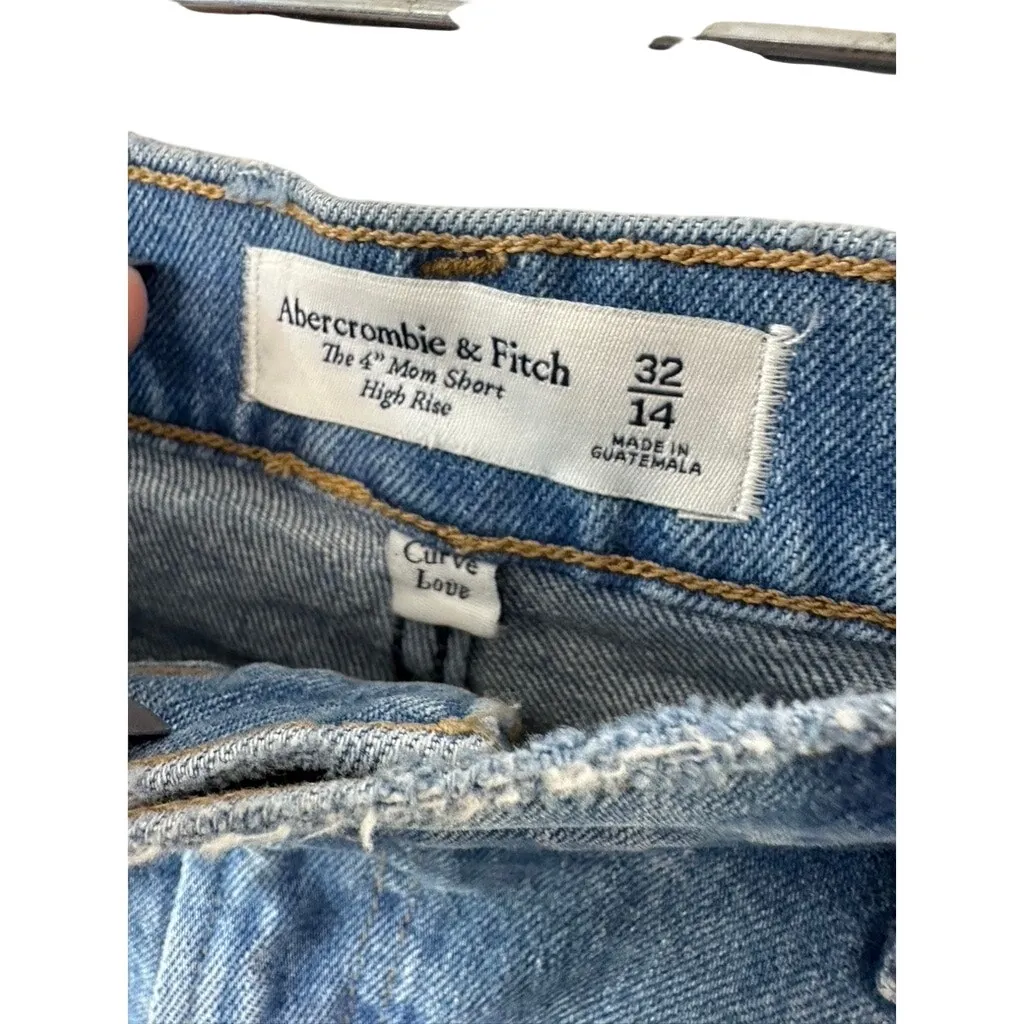 Abercrombie & Fitch
The 4" Mom Short
High Rise
32
14
MADE IN
GUATEMALA
Curve
Love